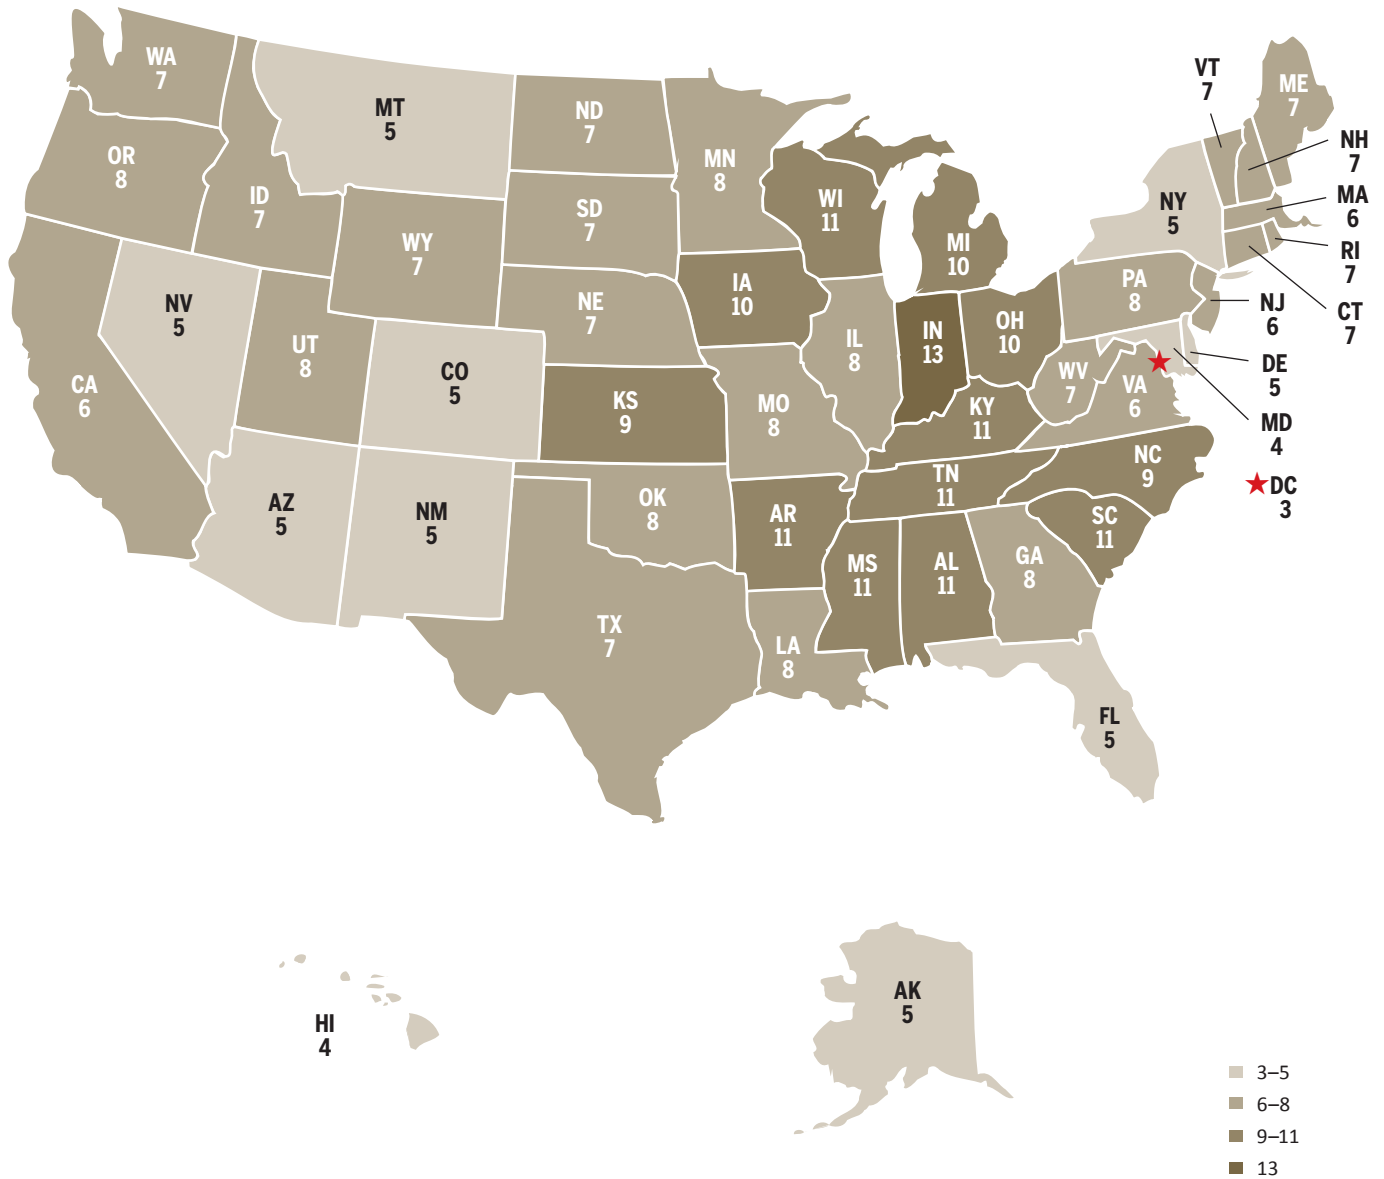 WA
7
OR
8
CA
6
ID
7
NV
5
MT
5
WY
7
UT
8
CO
5
AZ
5
NM
5
ND
7
SD
7
NE
7
KS
9
OK
8
TX
7
MN
8
IA
10
MO
8
AR
11
LA
8
WI
11
IL
8
MI
10
IN
13
OH
10
KY
11
TN
11
MS
11
AL
11
GA
8
FL
5
SC
11
NC
9
VA
6
WV
7
PA
8
NY
5
VT
7
ME
7
NH
7
MA
6
RI
7
CT
7
NJ
6
DE
5
MD
4
DC
3
HI
4
AK
5
3–5
6–8
9–11
13